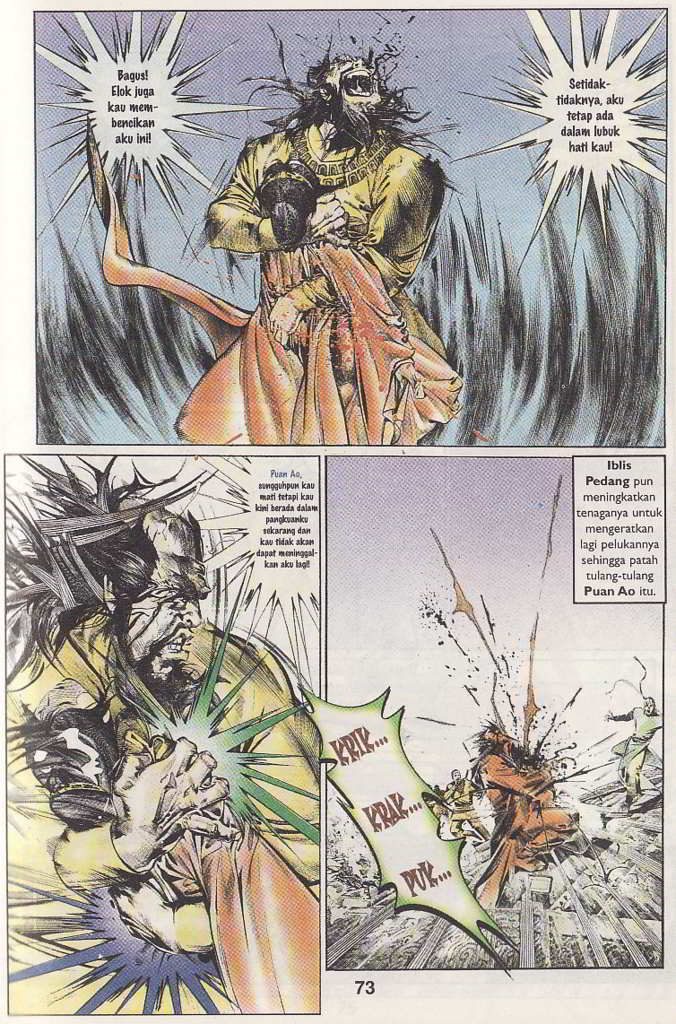 Bagus!
Elok juga
kau mem-
bencikan
aku ini!
Setidak-
tidaknya, aku
tetap ada
dalam lubuk
hati kau!
Puan Ao,
sungguhpun kau
mati tetapi kau
kini berada dalam
pangkuanku
sekarang dan
kau tidak akan
dapat meninggal-
kan aku lagi!
Iblis
Pedang pun
meningkatkan
tenaganya untuk
mengeratkan
lagi pelukannya
sehingga patah
tulang-tulang
Puan Ao itu.
KRIK...
KRAK...
PUK...
73